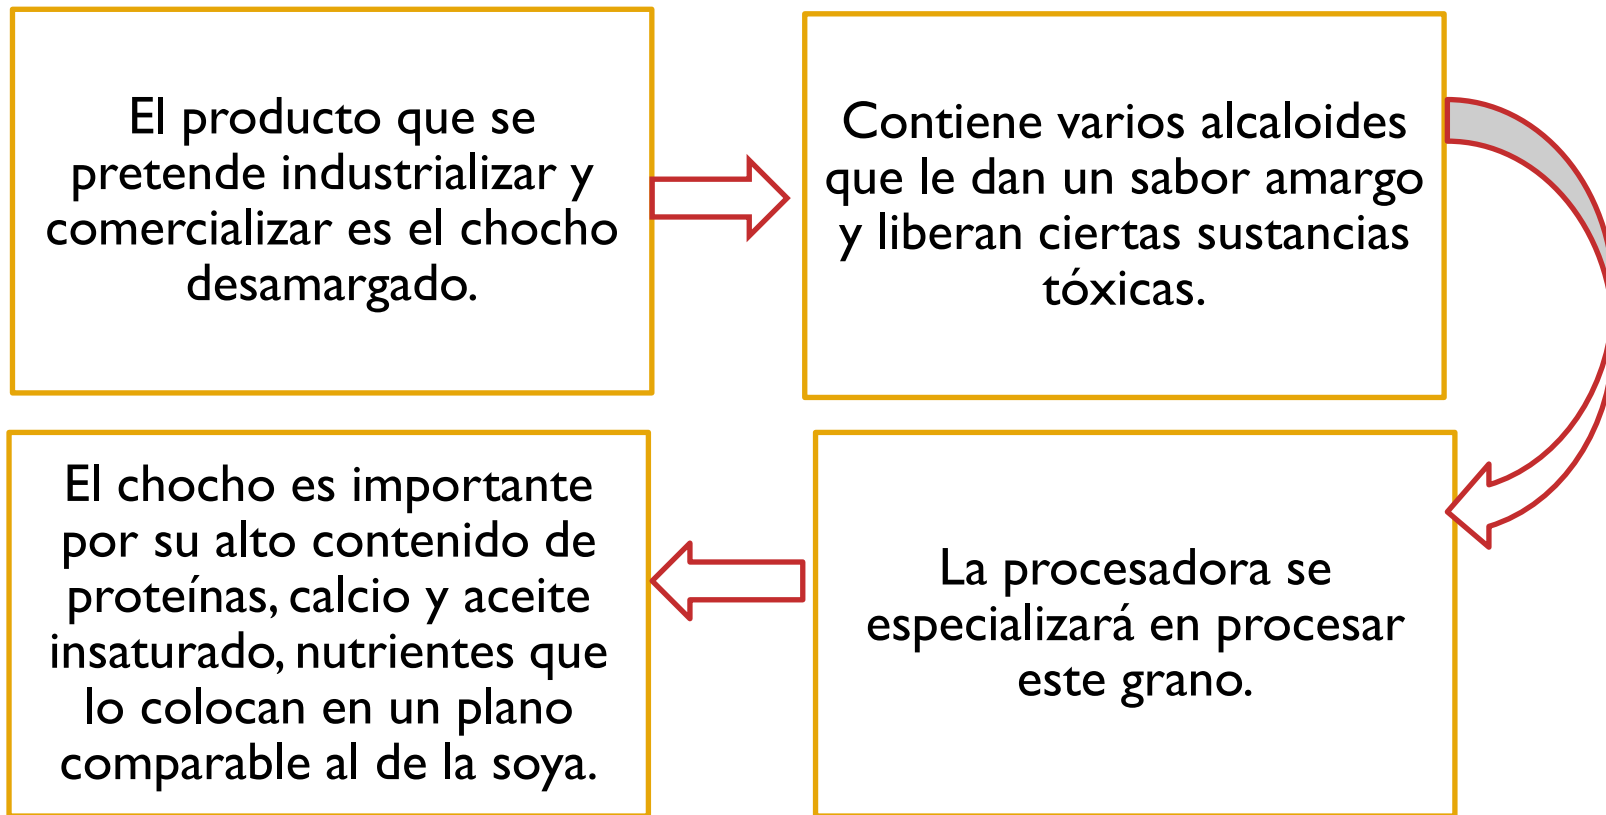 El producto que se
pretende industrializar y
comercializar es el chocho
desamargado.
Contiene varios alcaloides
que le dan un sabor amargo
y liberan ciertas sustancias
tóxicas.
La procesadora se
especializará en procesar
este grano.
El chocho es importante
por su alto contenido de
proteínas, calcio y aceite
insaturado, nutrientes que
lo colocan en un plano
comparable al de la soya.